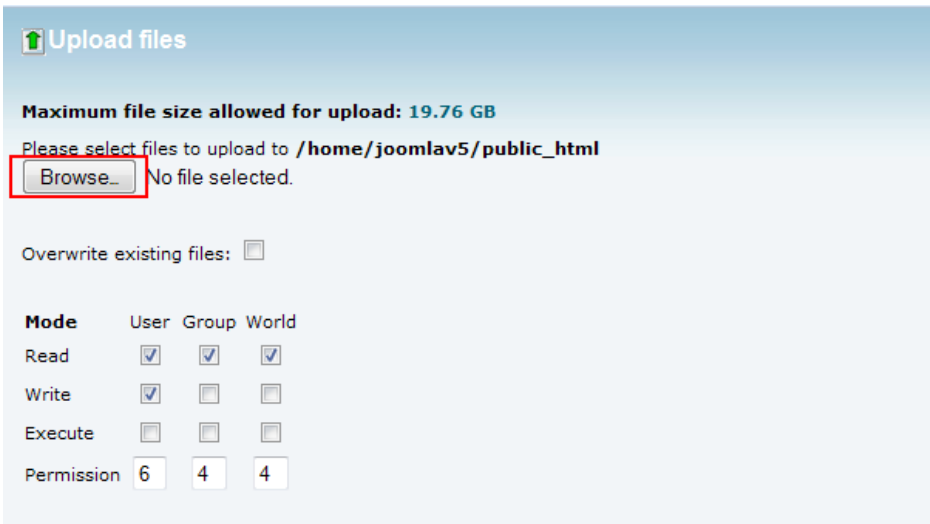 Upload files
Maximum file size allowed for upload: 19.76 GB
Please select files to upload to /home/joomlav5/public_html
Browse... No file selected.
Overwrite existing files:
Mode User Group World
Read
Write
Execute
Permission 6 4 4